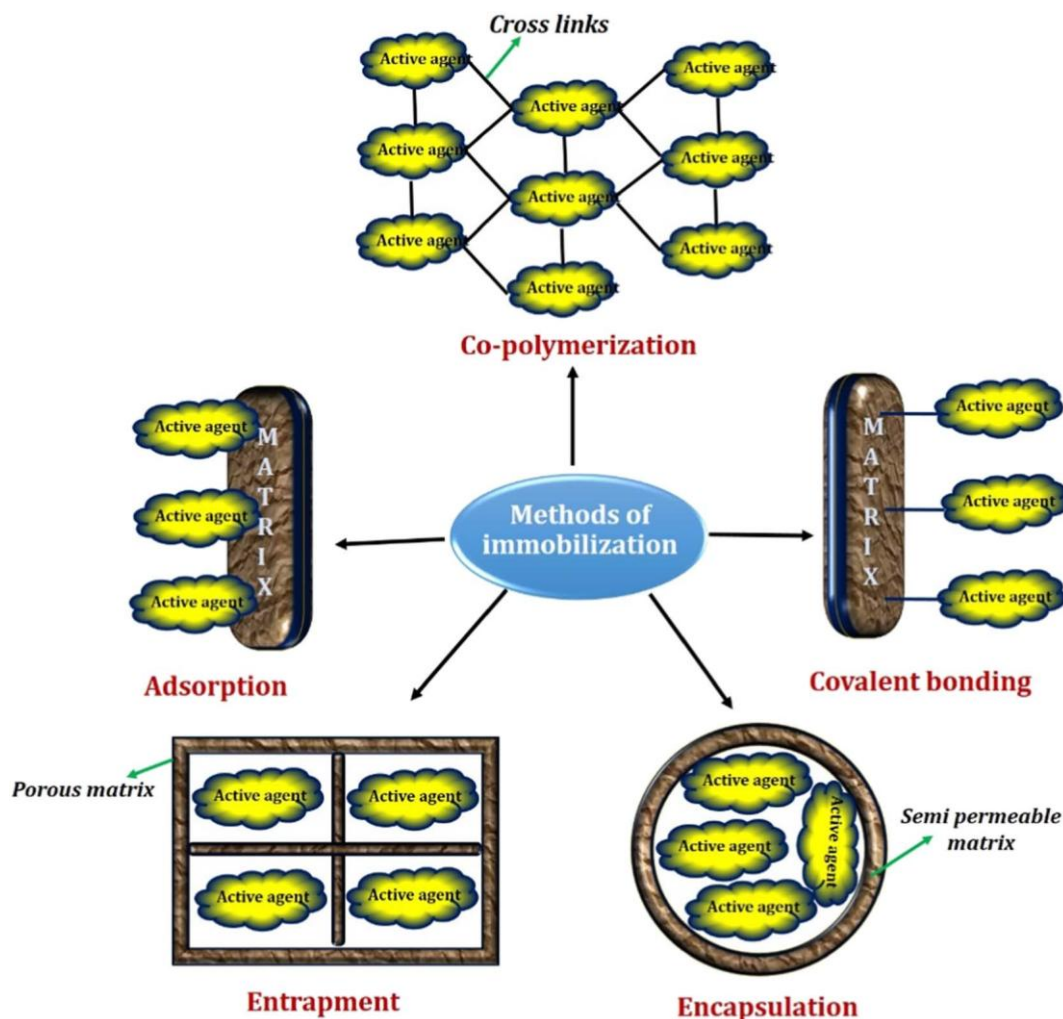 Cross links
Active agent
Active agent
Active agent
Active agent
Active agent
Active agent
Active agent
Active agent
Active agent
Co-polymerization
Active agent
Active agent
Active agent
MATRIX
Adsorption
Methods of
immobilization
MATRIX
Active agent
Active agent
Active agent
Covalent bonding
Porous matrix
Active agent
Active agent
Active agent
Active agent
Entrapment
Active agent
Active agent
Active agent
Active agent
Semi permeable
matrix
Encapsulation